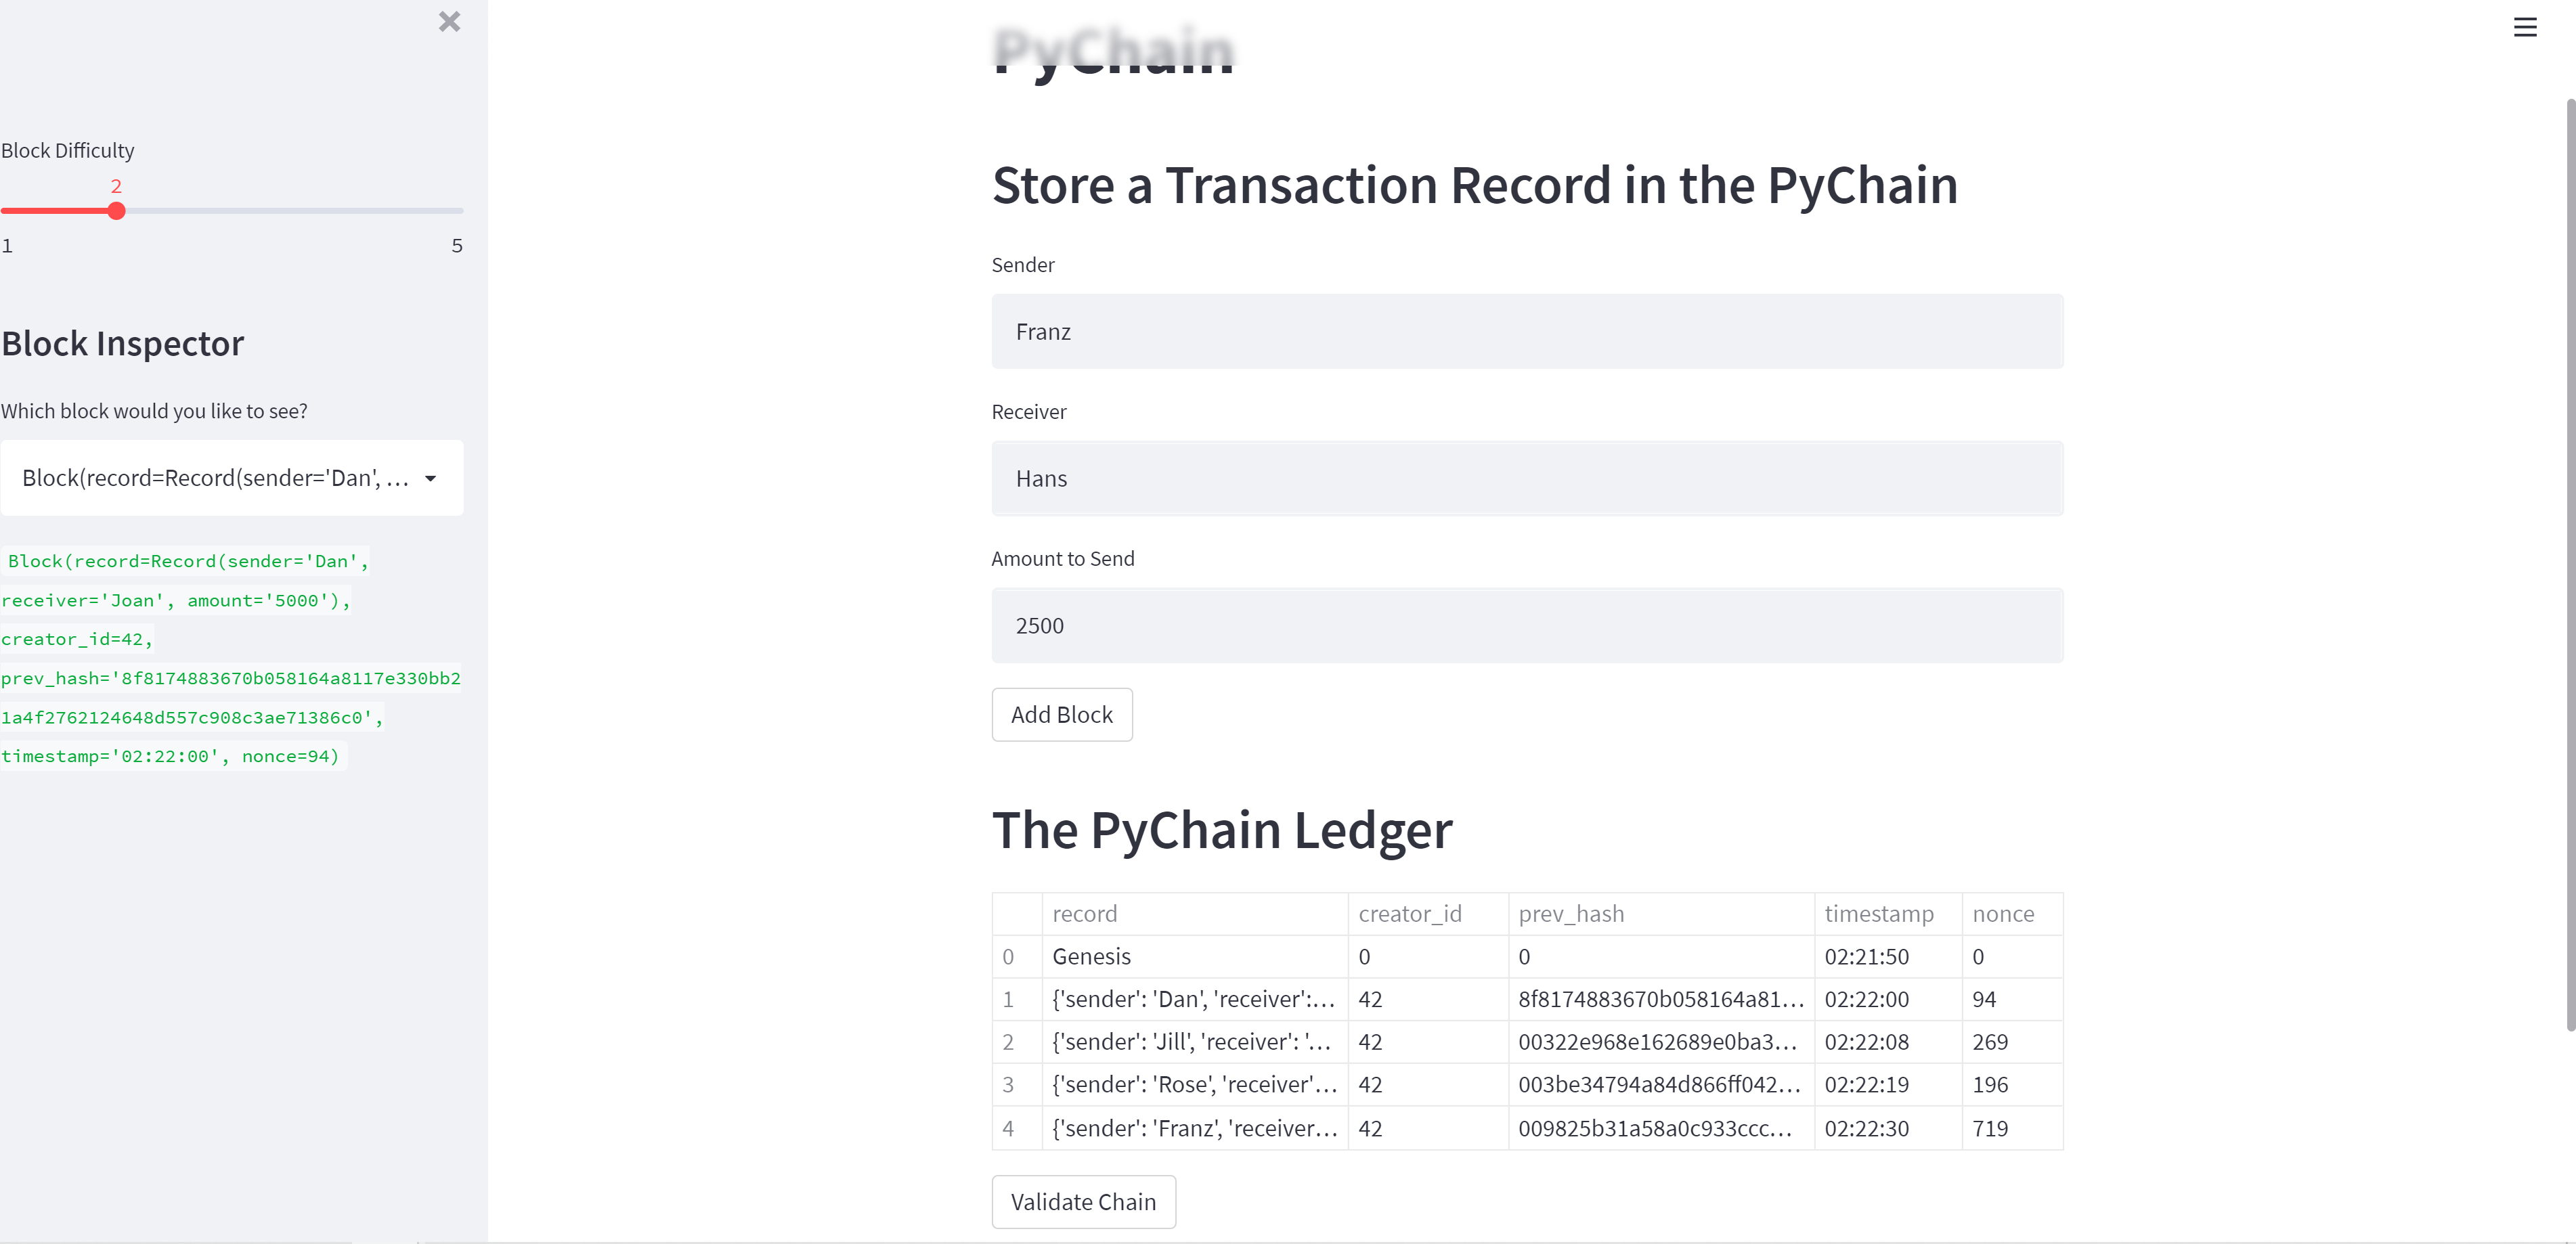 Block Difficulty
2
1
5
Block Inspector
Which block would you like to see?
Block(record=Record(sender='Dan', ...
Block(record=Record(sender='Dan',
receiver='Joan', amount='5000'),
creator_id=42,
prev_hash='8f8174883670b058164a8117e330bb2
1a4f2762124648d557c908c3ae71386c0',
timestamp='02:22:00', nonce=94)
PyChain
Store a Transaction Record in the PyChain
Sender
Franz
Receiver
Hans
Amount to Send
2500
Add Block
The PyChain Ledger
record creator_id prev_hash timestamp nonce
0 Genesis 0 0 02:21:50 0
1 {'sender': 'Dan', 'receiver':... 42 8f8174883670b058164a81... 02:22:00 94
2 {'sender': 'Jill', 'receiver': '... 42 00322e968e162689e0ba3... 02:22:08 269
3 {'sender': 'Rose', 'receiver'... 42 003be34794a84d866ff042... 02:22:19 196
4 {'sender': 'Franz', 'receiver... 42 009825b31a58a0c933ccc... 02:22:30 719
Validate Chain